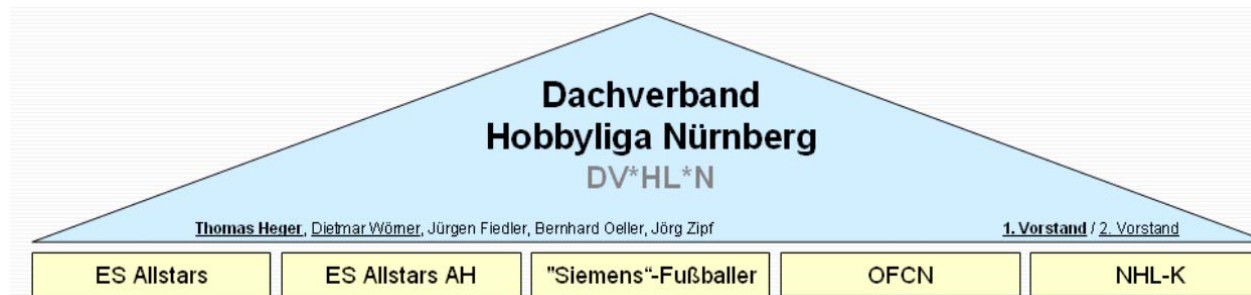 Dachverband
Hobbyliga Nürnberg
DV*HL*N
Thomas Heger, Dietmar Wörner, Jürgen Fiedler, Bernhard Oeller, Jörg Zipf 1. Vorstand / 2. Vorstand
ES Allstars ES Allstars AH "Siemens“-Fußballer OFCN NHL-K